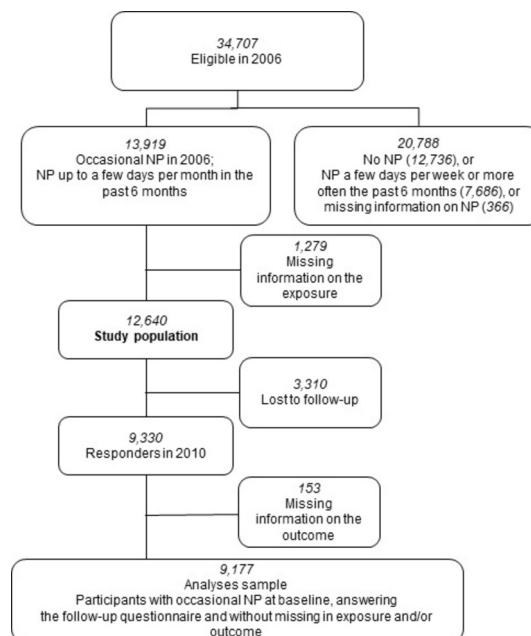 34,707
Eligible in 2006
13,919
Occasional NP in 2006;
NP up to a few days per month in the
past 6 months
20,788
No NP (12,736), or
NP a few days per week or more
often the past 6 months (7,686), or
missing information on NP (366)
1,279
Missing
information on the
exposure
12,640
Study population
3,310
Lost to follow-up
9,330
Responders in 2010
153
Missing
information on the
outcome
9,177
Analyses sample
Participants with occasional NP at baseline, answering
the follow-up questionnaire and without missing in exposure and/or
outcome